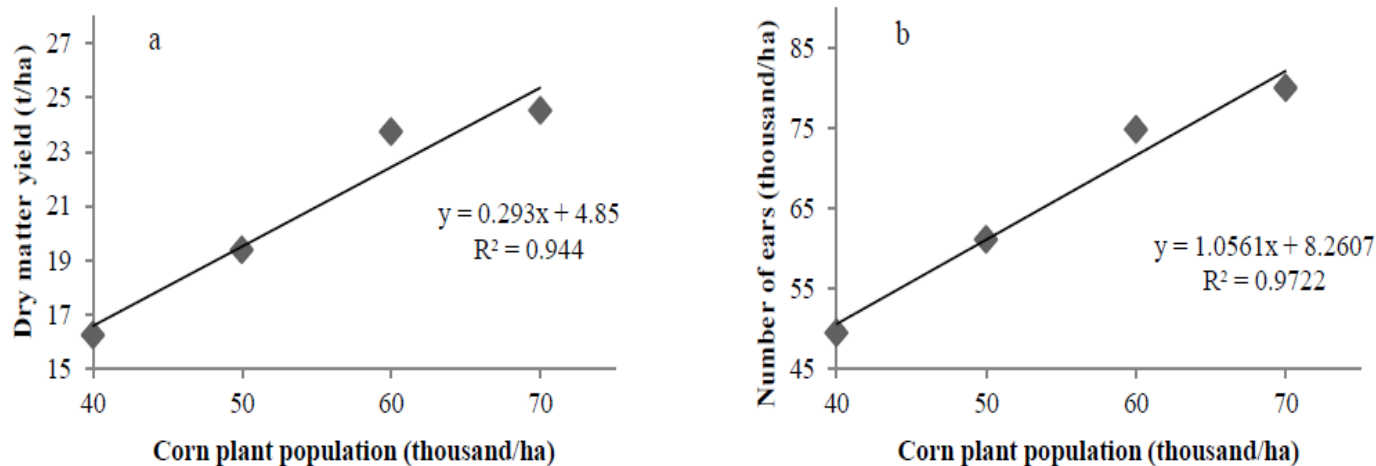 a
Dry matter yield (t/ha)
27
25
23
21
19
17
15
y = 0.293x + 4.85
R² = 0.944
40 50 60 70
Corn plant population (thousand/ha)
b
Number of ears (thousand/ha)
85
75
65
55
45
y = 1.0561x + 8.2607
R² = 0.9722
40 50 60 70
Corn plant population (thousand/ha)